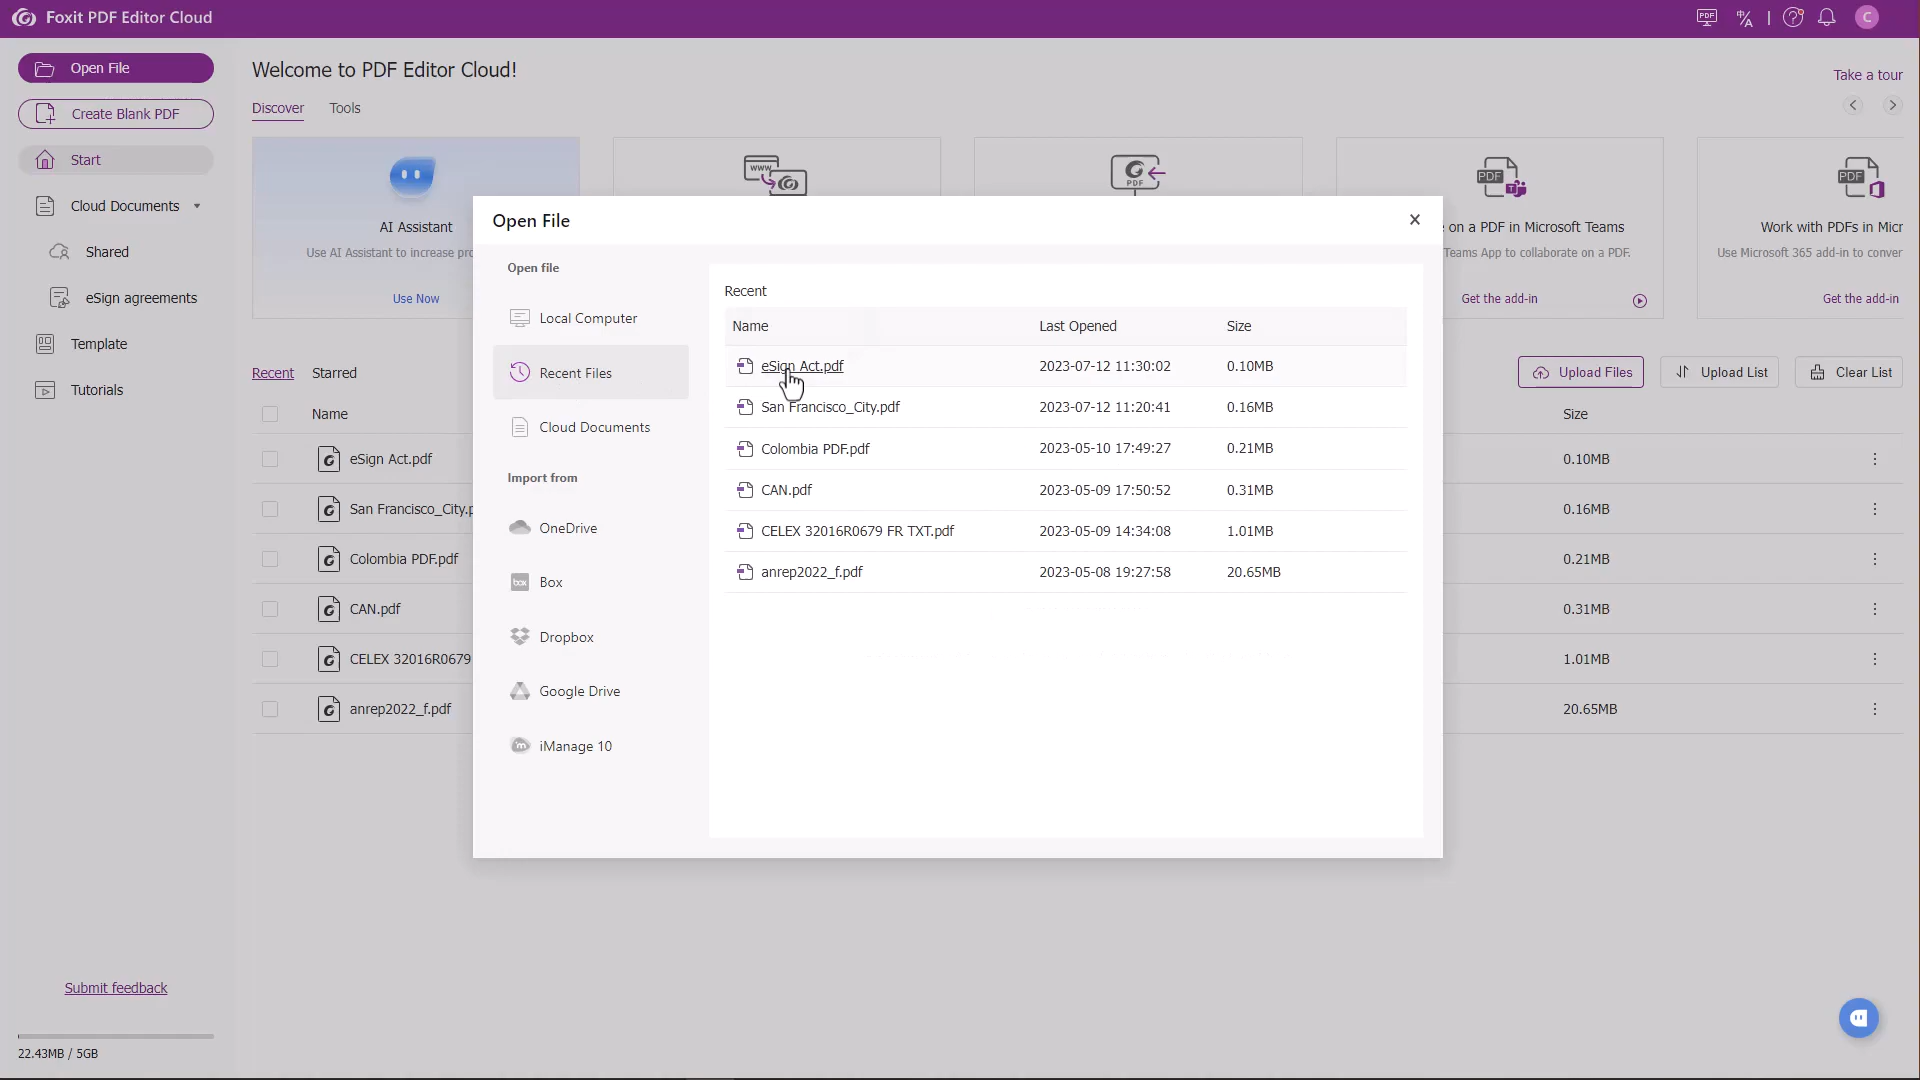 Foxit PDF Editor Cloud
C
Open File
Create Blank PDF
Start
Cloud Documents
Shared
eSign agreements
Template
Tutorials
Submit feedback
22.43MB / 5GB
Welcome to PDF Editor Cloud!
Take a tour
Discover
Tools
AI Assistant
Use AI Assistant to increase pro
Use Now
on a PDF in Microsoft Teams
Teams App to collaborate on a PDF.
Get the add-in
Work with PDFs in Micr
Use Microsoft 365 add-in to conver
Get the add-in
Recent
Starred
Upload Files
Upload List
Clear List
Name
Size
eSign Act.pdf
0.10MB
San Francisco_City.p
0.16MB
Colombia PDF.pdf
0.21MB
CAN.pdf
0.31MB
CELEX 32016R0679
1.01MB
anrep2022_f.pdf
20.65MB
Open File
Open file
Local Computer
Recent Files
Cloud Documents
Import from
OneDrive
Box
Dropbox
Google Drive
iManage 10
Recent
Name Last Opened Size
eSign Act.pdf 2023-07-12 11:30:02 0.10MB
San Francisco_City.pdf 2023-07-12 11:20:41 0.16MB
Colombia PDF.pdf 2023-05-10 17:49:27 0.21MB
CAN.pdf 2023-05-09 17:50:52 0.31MB
CELEX 32016R0679 FR TXT.pdf 2023-05-09 14:34:08 1.01MB
anrep2022_f.pdf 2023-05-08 19:27:58 20.65MB
PDF
WWW
PDF
PDF
PDF
box